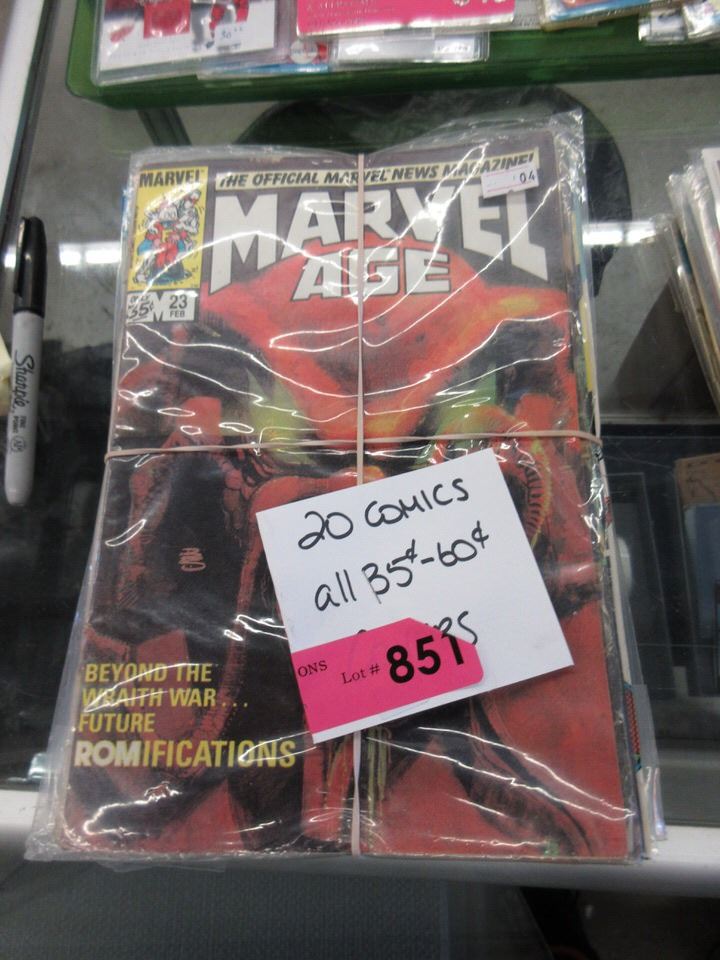 MARVEL
THE OFFICIAL MARVEL NEWS MAGAZINE!
04
MARVEL
AGE
35¢
23
FEB
Sharpie
20 COMICS
all 35¢-60¢
ONS
Lot # 851
BEYOND THE
WRAITH WAR...
FUTURE
ROMIFICATIONS